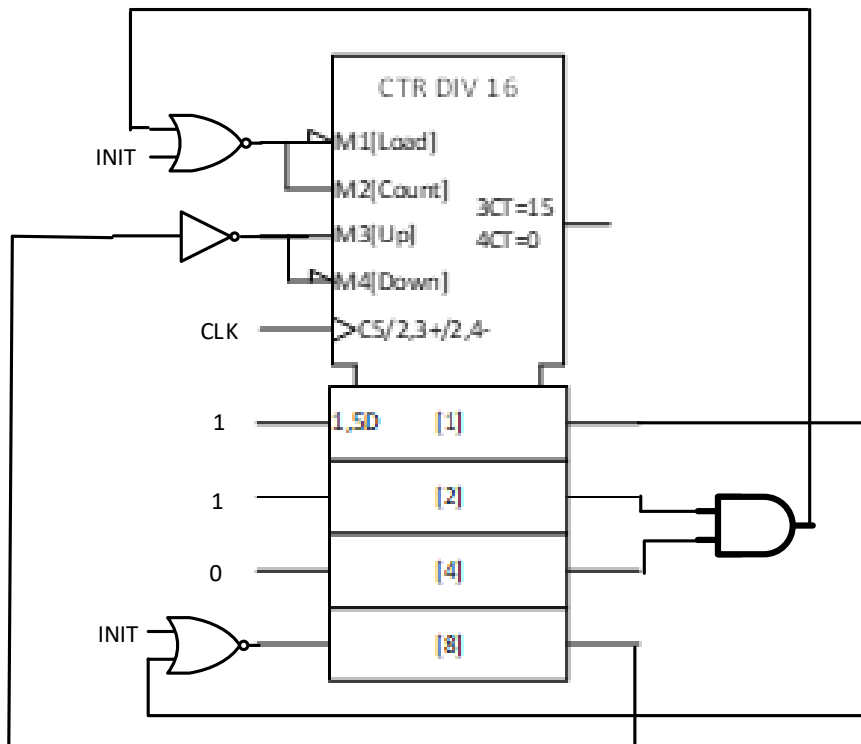 CTR DIV 16
M1[Load]
INIT
M2[Count]
3CT=15
M3[Up]
4CT=0
M4[Down]
CLK
C5/2,3+/2,4-
1
1,5D
[1]
1
[2]
0
[4]
INIT
[8]